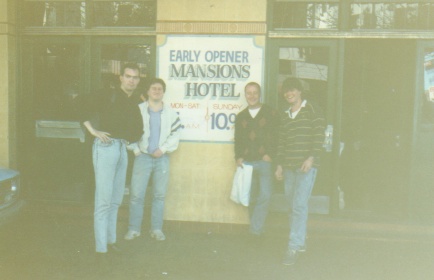 EARLY OPENER
MANSIONS
HOTEL
MON-SAT
SUNDAY
10.